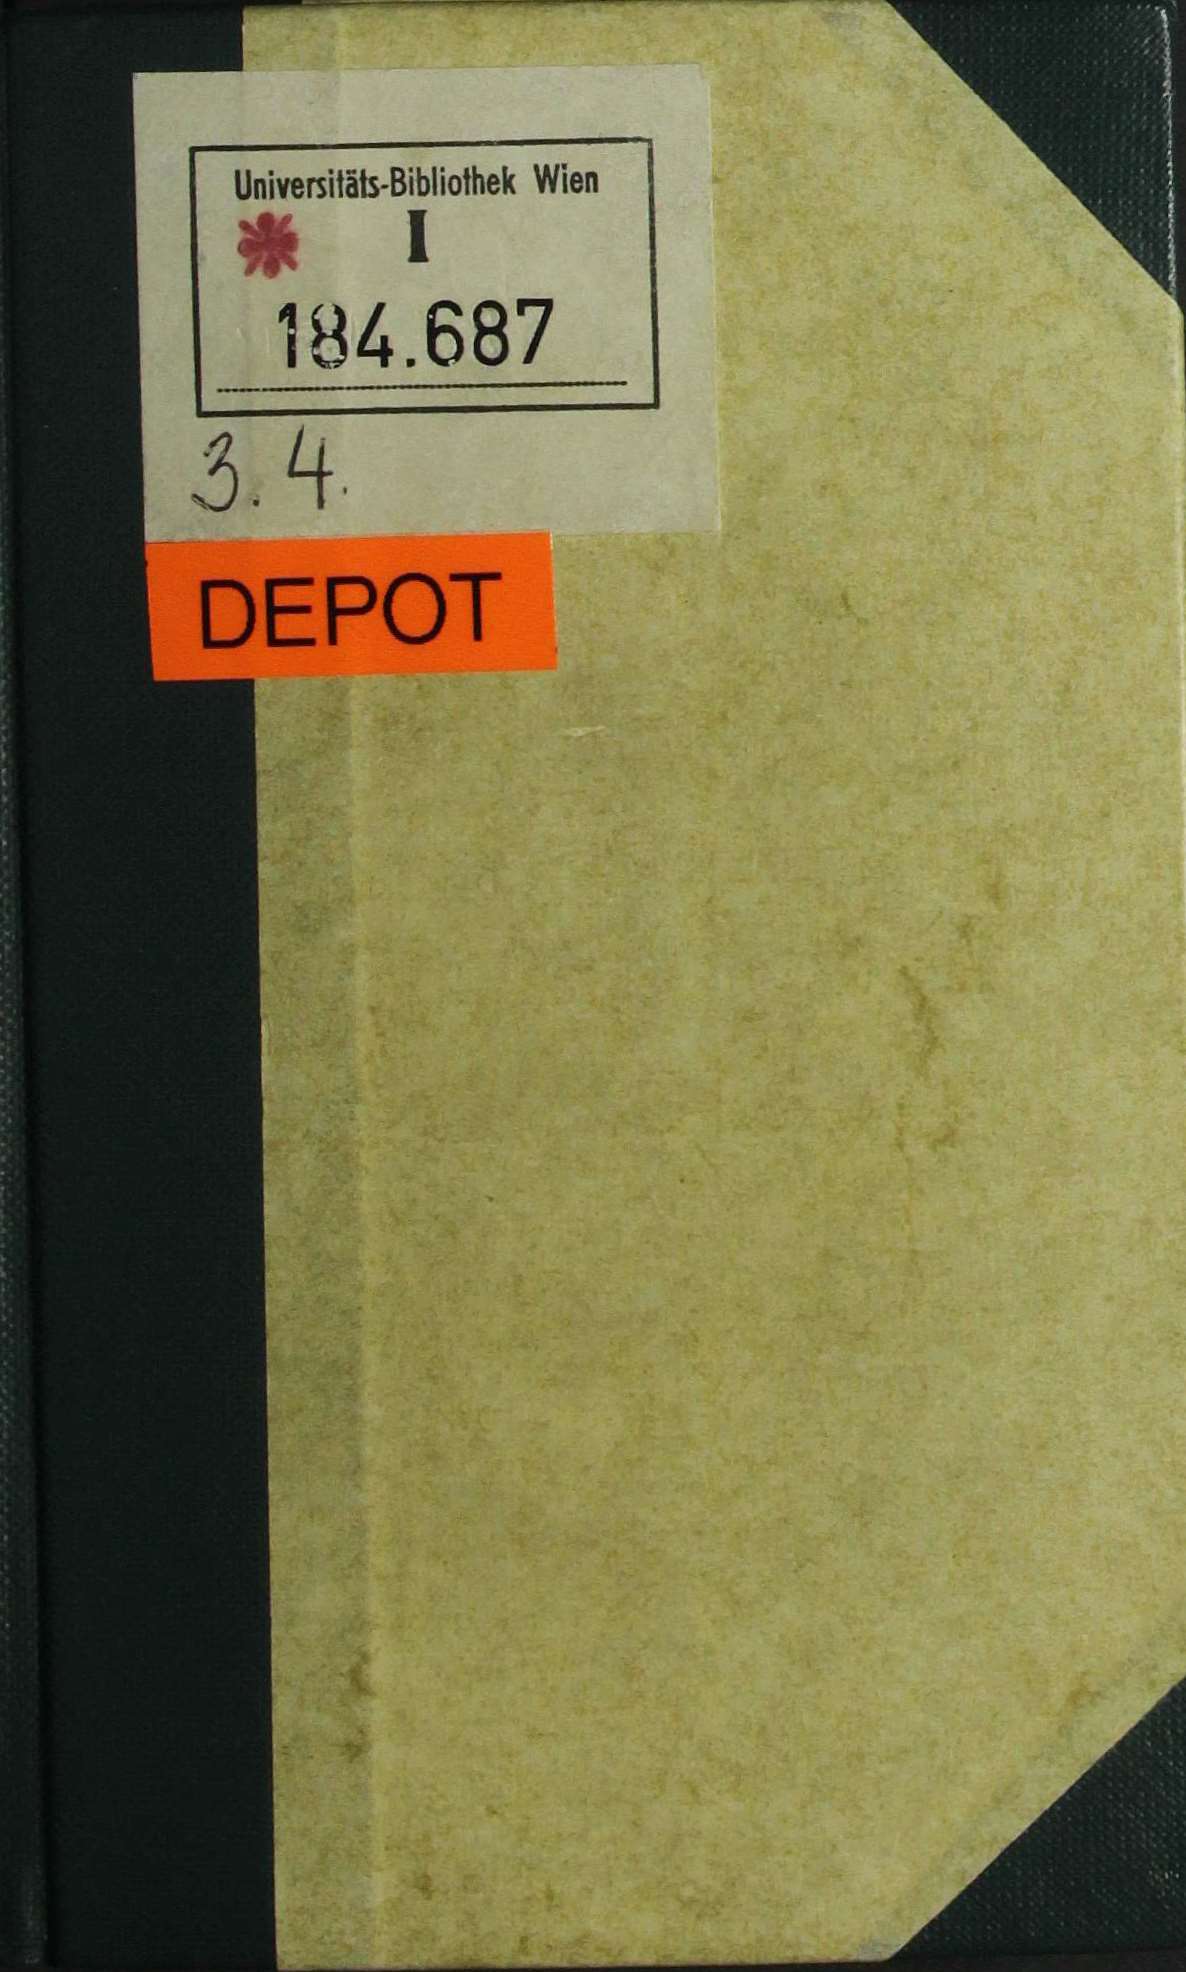 Universitäts-Bibliothek Wien
I
184.687
3. 4.
DEPOT